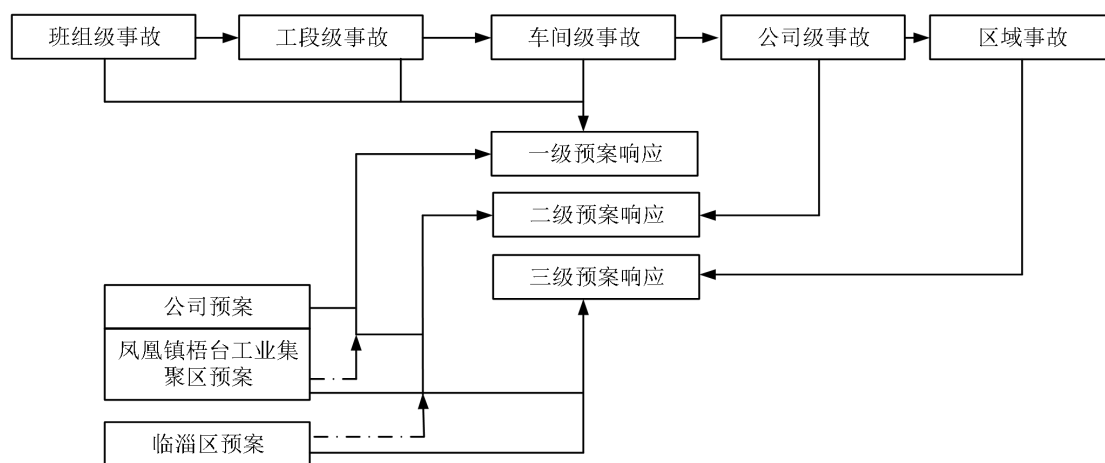 班组级事故
工段级事故
车间级事故
公司级事故
区域事故
一级预案响应
二级预案响应
三级预案响应
公司预案
凤凰镇梧台工业集
聚区预案
临淄区预案